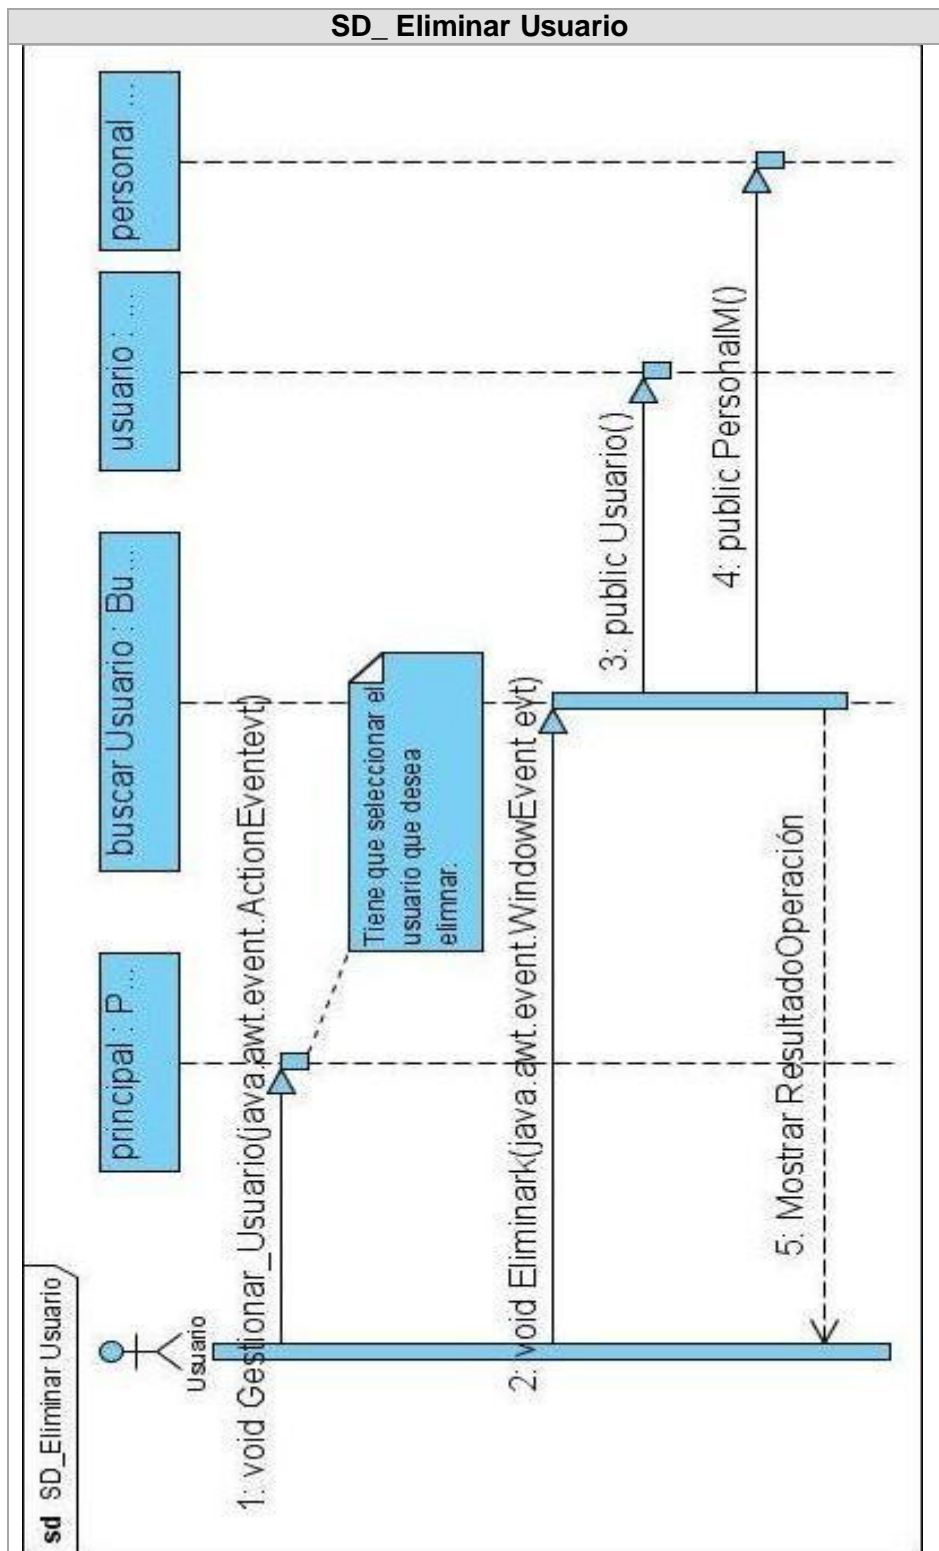 SD_ Eliminar Usuario
sd SD_Eliminar Usuario
Usuario
principal : P...
buscar Usuario : Bu...
usuario : ...
personal ...
1: void Gestionar_Usuario(java.awt.event.ActionEventevt)
Tiene que seleccionar el
usuario que desea
elimnar.
2: void Eliminark(java.awt.event.WindowEvent evt)
3: public Usuario()
4: public PersonalM()
5: Mostrar ResultadoOperación